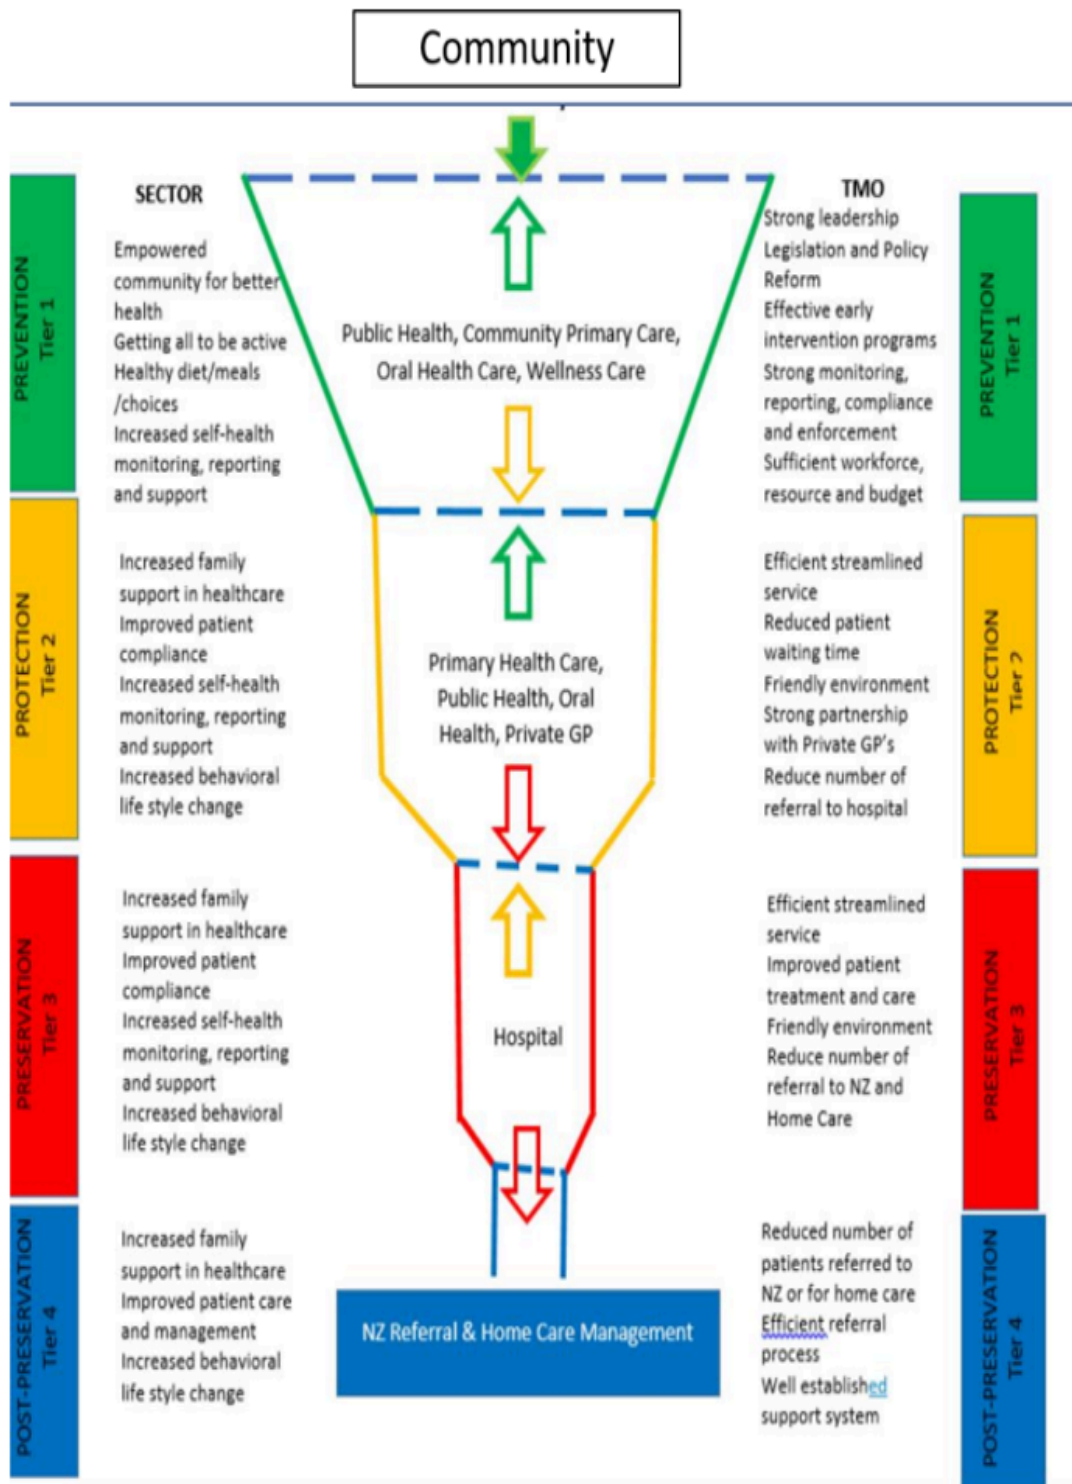 Community
SECTOR
TMO
PREVENTION
Tier 1
Empowered
community for better
health
Getting all to be active
Healthy diet/meals
/choices
Increased self-health
monitoring, reporting
and support
Public Health, Community Primary Care,
Oral Health Care, Wellness Care
Strong leadership
Legislation and Policy
Reform
Effective early
intervention programs
Strong monitoring,
reporting, compliance
and enforcement
Sufficient workforce,
resource and budget
PREVENTION
Tier 1
PROTECTION
Tier 2
Increased family
support in healthcare
Improved patient
compliance
Increased self-health
monitoring, reporting
and support
Increased behavioral
life style change
Primary Health Care,
Public Health, Oral
Health, Private GP
Efficient streamlined
service
Reduced patient
waiting time
Friendly environment
Strong partnership
with Private GP's
Reduce number of
referral to hospital
PROTECTION
Tier 2
PRESERVATION
Tier 3
Increased family
support in healthcare
Improved patient
compliance
Increased self-health
monitoring, reporting
and support
Increased behavioral
life style change
Hospital
Efficient streamlined
service
Improved patient
treatment and care
Friendly environment
Reduce number of
referral to NZ and
Home Care
PRESERVATION
Tier 3
POST-PRESERVATION
Tier 4
Increased family
support in healthcare
Improved patient care
and management
Increased behavioral
life style change
NZ Referral & Home Care Management
Reduced number of
patients referred to
NZ or for home care
Efficient referral
process
Well established
support system
POST-PRESERVATION
Tier 4